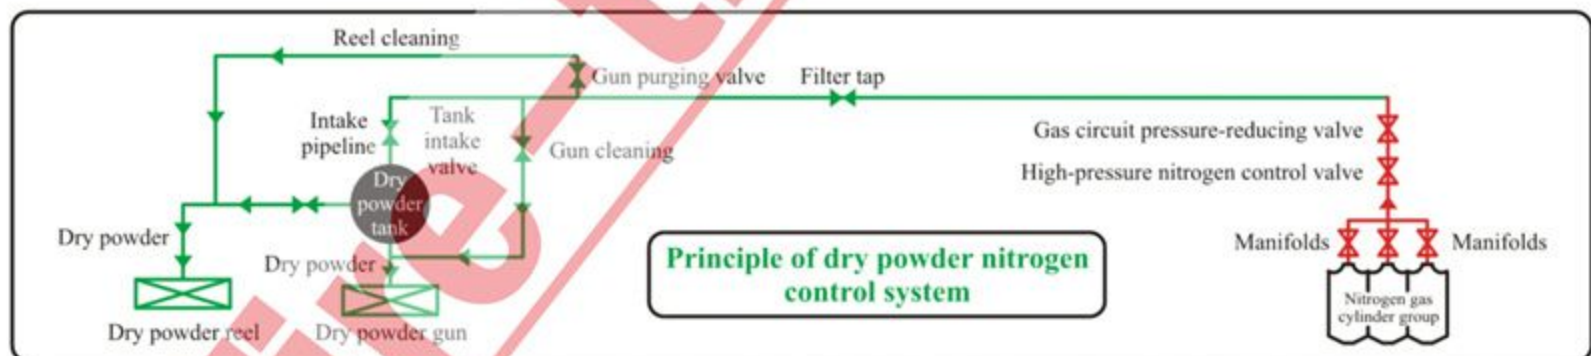 Reel cleaning
Gun purging valve
Filter tap
Intake
pipeline
Tank
intake
valve
Gun cleaning
Gas circuit pressure-reducing valve
High-pressure nitrogen control valve
Dry
powder
tank
Dry powder
Dry powder
Manifolds
Manifolds
Principle of dry powder nitrogen
control system
Nitrogen gas
cylinder group
Dry powder reel
Dry powder gun